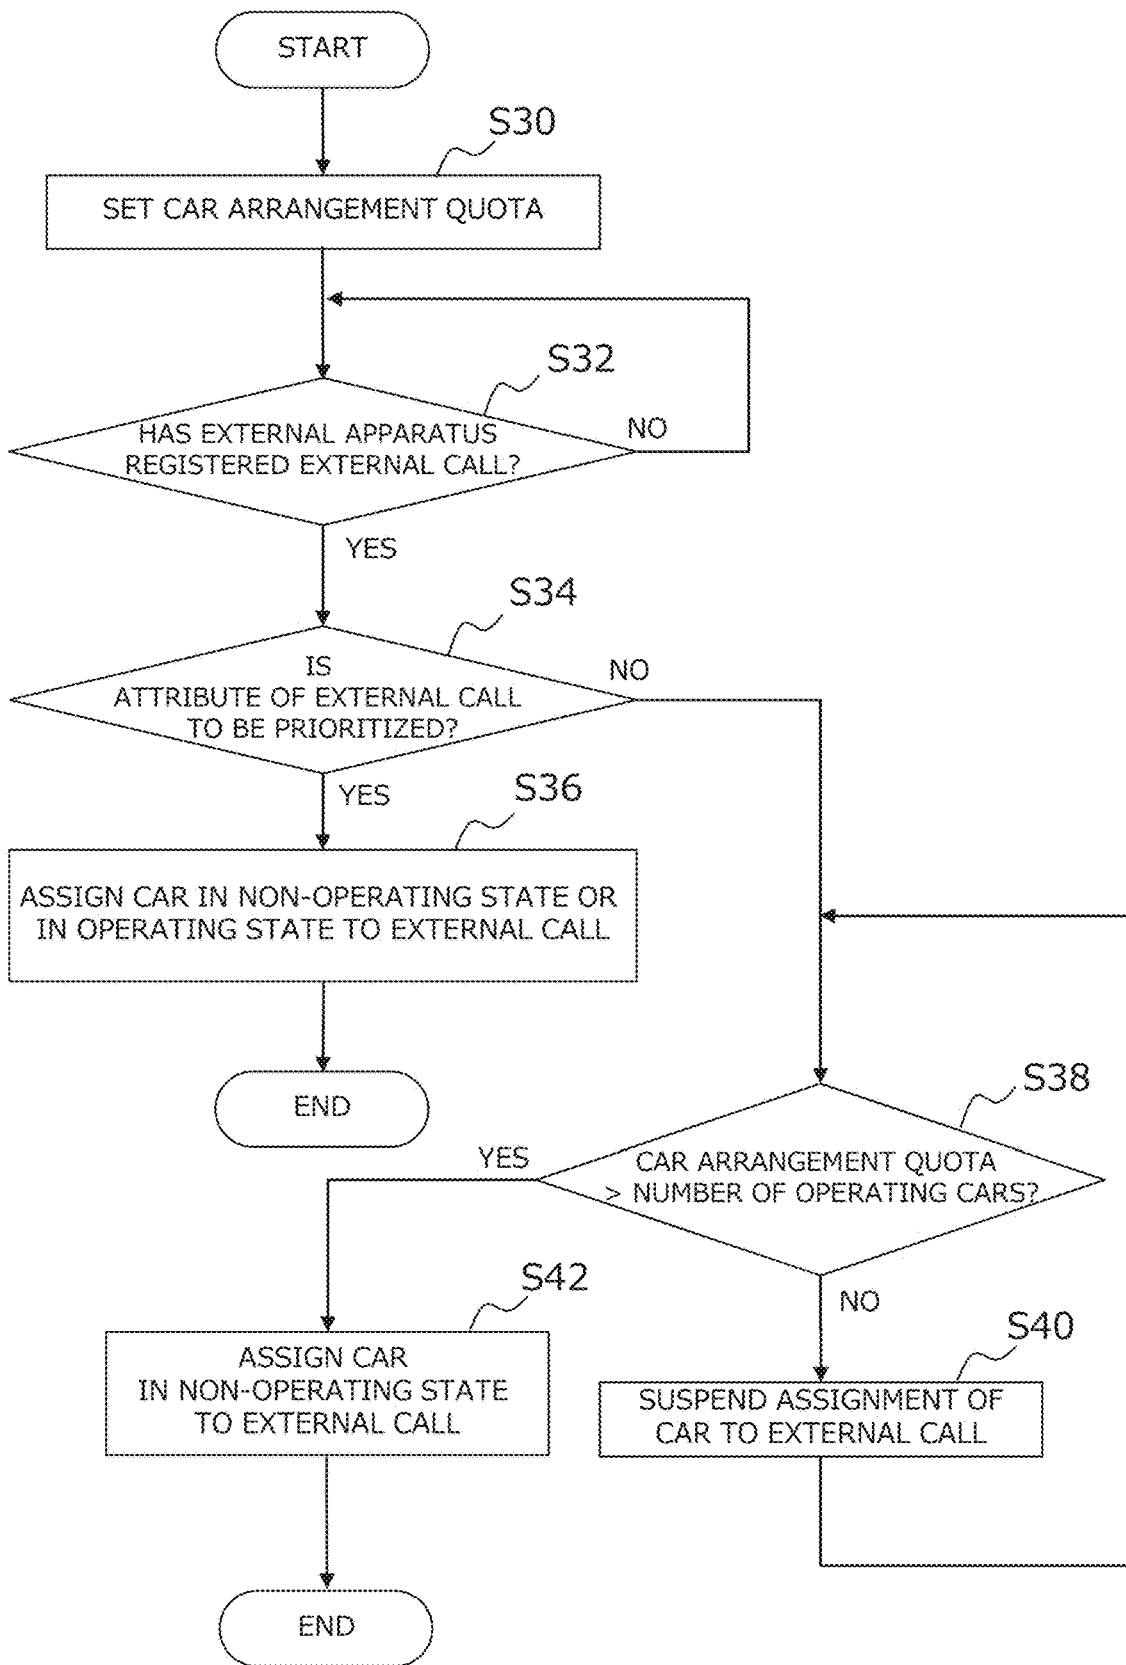 START
S30
SET CAR ARRANGEMENT QUOTA
S32
HAS EXTERNAL APPARATUS
REGISTERED EXTERNAL CALL?
NO
YES
S34
IS
ATTRIBUTE OF EXTERNAL CALL
TO BE PRIORITIZED?
NO
YES
S36
ASSIGN CAR IN NON-OPERATING STATE OR
IN OPERATING STATE TO EXTERNAL CALL
END
S38
CAR ARRANGEMENT QUOTA
> NUMBER OF OPERATING CARS?
YES
NO
S42
ASSIGN CAR
IN NON-OPERATING STATE
TO EXTERNAL CALL
S40
SUSPEND ASSIGNMENT OF
CAR TO EXTERNAL CALL
END